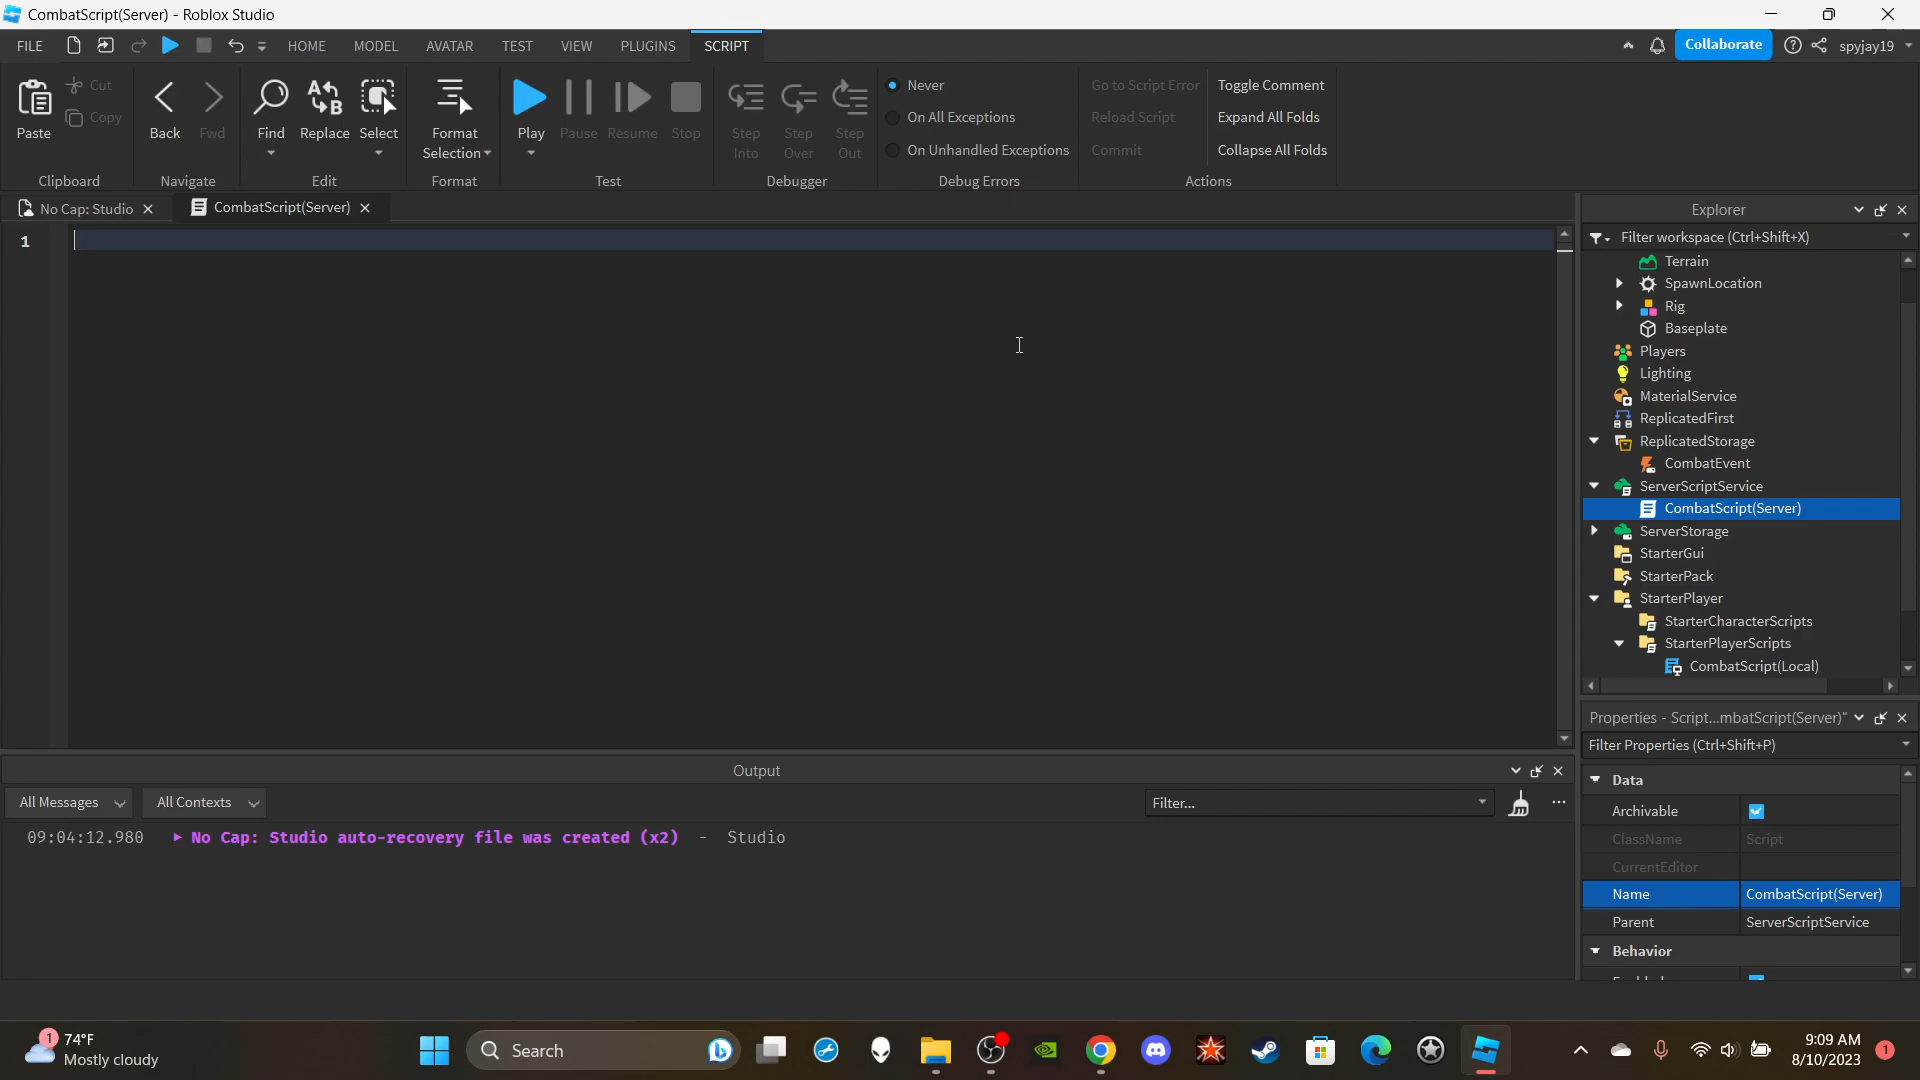 CombatScript(Server) - Roblox Studio
FILE HOME MODEL AVATAR TEST VIEW PLUGINS SCRIPT Collaborate spyjay19
Paste Cut Copy
Clipboard
Back Fwd
Navigate
Find Replace Select
Edit
Format Selection
Format
Play Pause Resume Stop
Test
Step Into Step Over Step Out
Debugger
Never
On All Exceptions
On Unhandled Exceptions
Debug Errors
Go to Script Error
Reload Script
Commit
Toggle Comment
Expand All Folds
Collapse All Folds
Actions
No Cap: Studio CombatScript(Server)
1
Explorer
Filter workspace (Ctrl+Shift+X)
Terrain
SpawnLocation
Rig
Baseplate
Players
Lighting
MaterialService
ReplicatedFirst
ReplicatedStorage
CombatEvent
ServerScriptService
CombatScript(Server)
ServerStorage
StarterGui
StarterPack
StarterPlayer
StarterCharacterScripts
StarterPlayerScripts
CombatScript(Local)
Properties - Script...mbatScript(Server)"
Filter Properties (Ctrl+Shift+P)
Data
Archivable
ClassName Script
CurrentEditor
Name CombatScript(Server)
Parent ServerScriptService
Behavior
Output
All Messages All Contexts Filter...
09:04:12.980 No Cap: Studio auto-recovery file was created (x2) - Studio
1 74°F
Mostly cloudy
Search
9:09 AM
8/10/2023
1